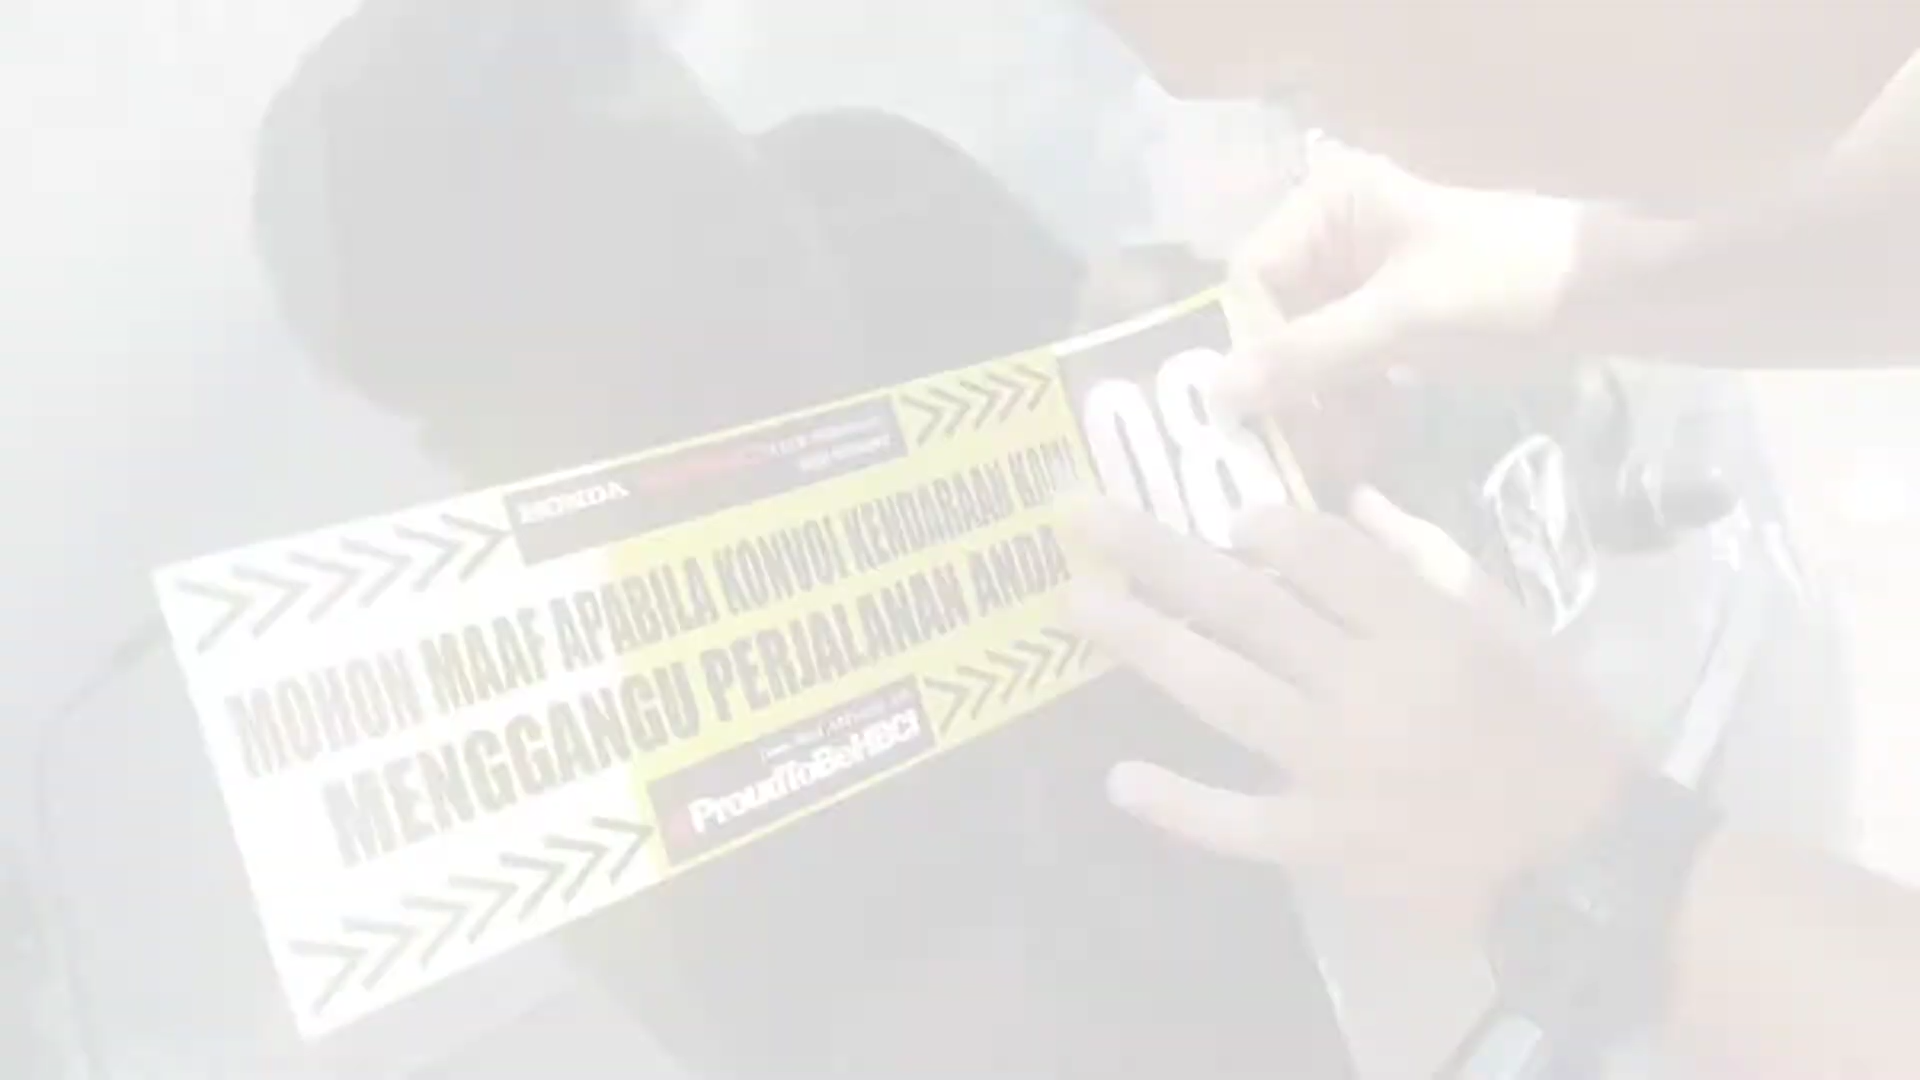 HONDA
MOHON MAAF APABILA KONVOI KENDARAAN KAMI
MENGGANGU PERJALANAN ANDA
08
ProudToBeHBCI